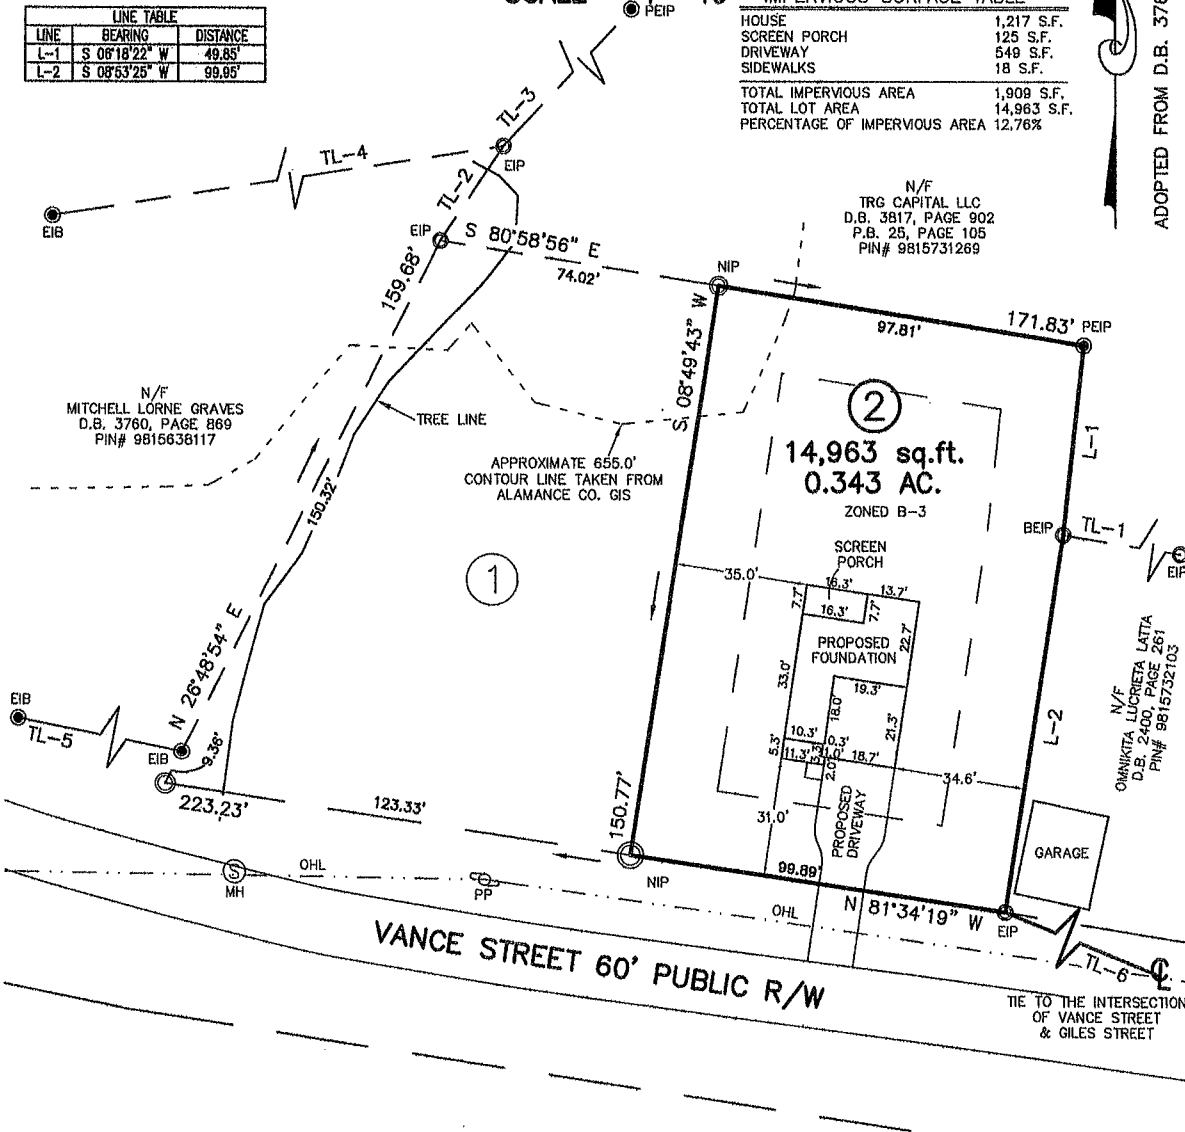 LINE TABLE
LINE BEARING DISTANCE
L-1 S 06°18'22" W 49.85'
L-2 S 08°53'25" W 99.95'
PEIP
HOUSE 1,217 S.F.
SCREEN PORCH 125 S.F.
DRIVEWAY 549 S.F.
SIDEWALKS 18 S.F.
TOTAL IMPERVIOUS AREA 1,909 S.F.
TOTAL LOT AREA 14,963 S.F.
PERCENTAGE OF IMPERVIOUS AREA 12.76%
ADOPTED FROM D.B. 376
TL-3
TL-4
EIP
TL-2
EIB
EIP
S 80°58'56" E
74.02'
N/F
TRG CAPITAL LLC
D.B. 3817, PAGE 902
P.B. 25, PAGE 105
PIN# 9815731269
NIP
97.81'
171.83'
PEIP
159.68'
S 08°49'43" W
N/F
MITCHELL LORNE GRAVES
D.B. 3760, PAGE 869
PIN# 9815638117
TREE LINE
APPROXIMATE 655.0'
CONTOUR LINE TAKEN FROM
ALAMANCE CO. GIS
2
14,963 sq.ft.
0.343 AC.
ZONED B-3
L-1
BEIP
TL-1
EIP
150.32'
1
SCREEN
PORCH
35.0'
16.3'
13.7'
7.7'
16.3'
7.7'
22.7'
PROPOSED
FOUNDATION
33.0'
19.3'
18.0'
21.3'
10.3'
0.3'
5.3'
11.3'
3.3'
1.0'
18.7'
2.0'
34.6'
31.0'
PROPOSED
DRIVEWAY
L-2
N/F
OMNIKITA LUCRIETA LATTA
D.B. 2400, PAGE 261
PIN# 9815732103
GARAGE
N 26°48'54" E
EIB
TL-5
EIB
9.36'
223.23'
123.33'
150.77'
NIP
99.89'
N 81°34'19" W
EIP
OHL
S
MH
PP
OHL
VANCE STREET 60' PUBLIC R/W
TL-6
CL
TIE TO THE INTERSECTION
OF VANCE STREET
& GILES STREET